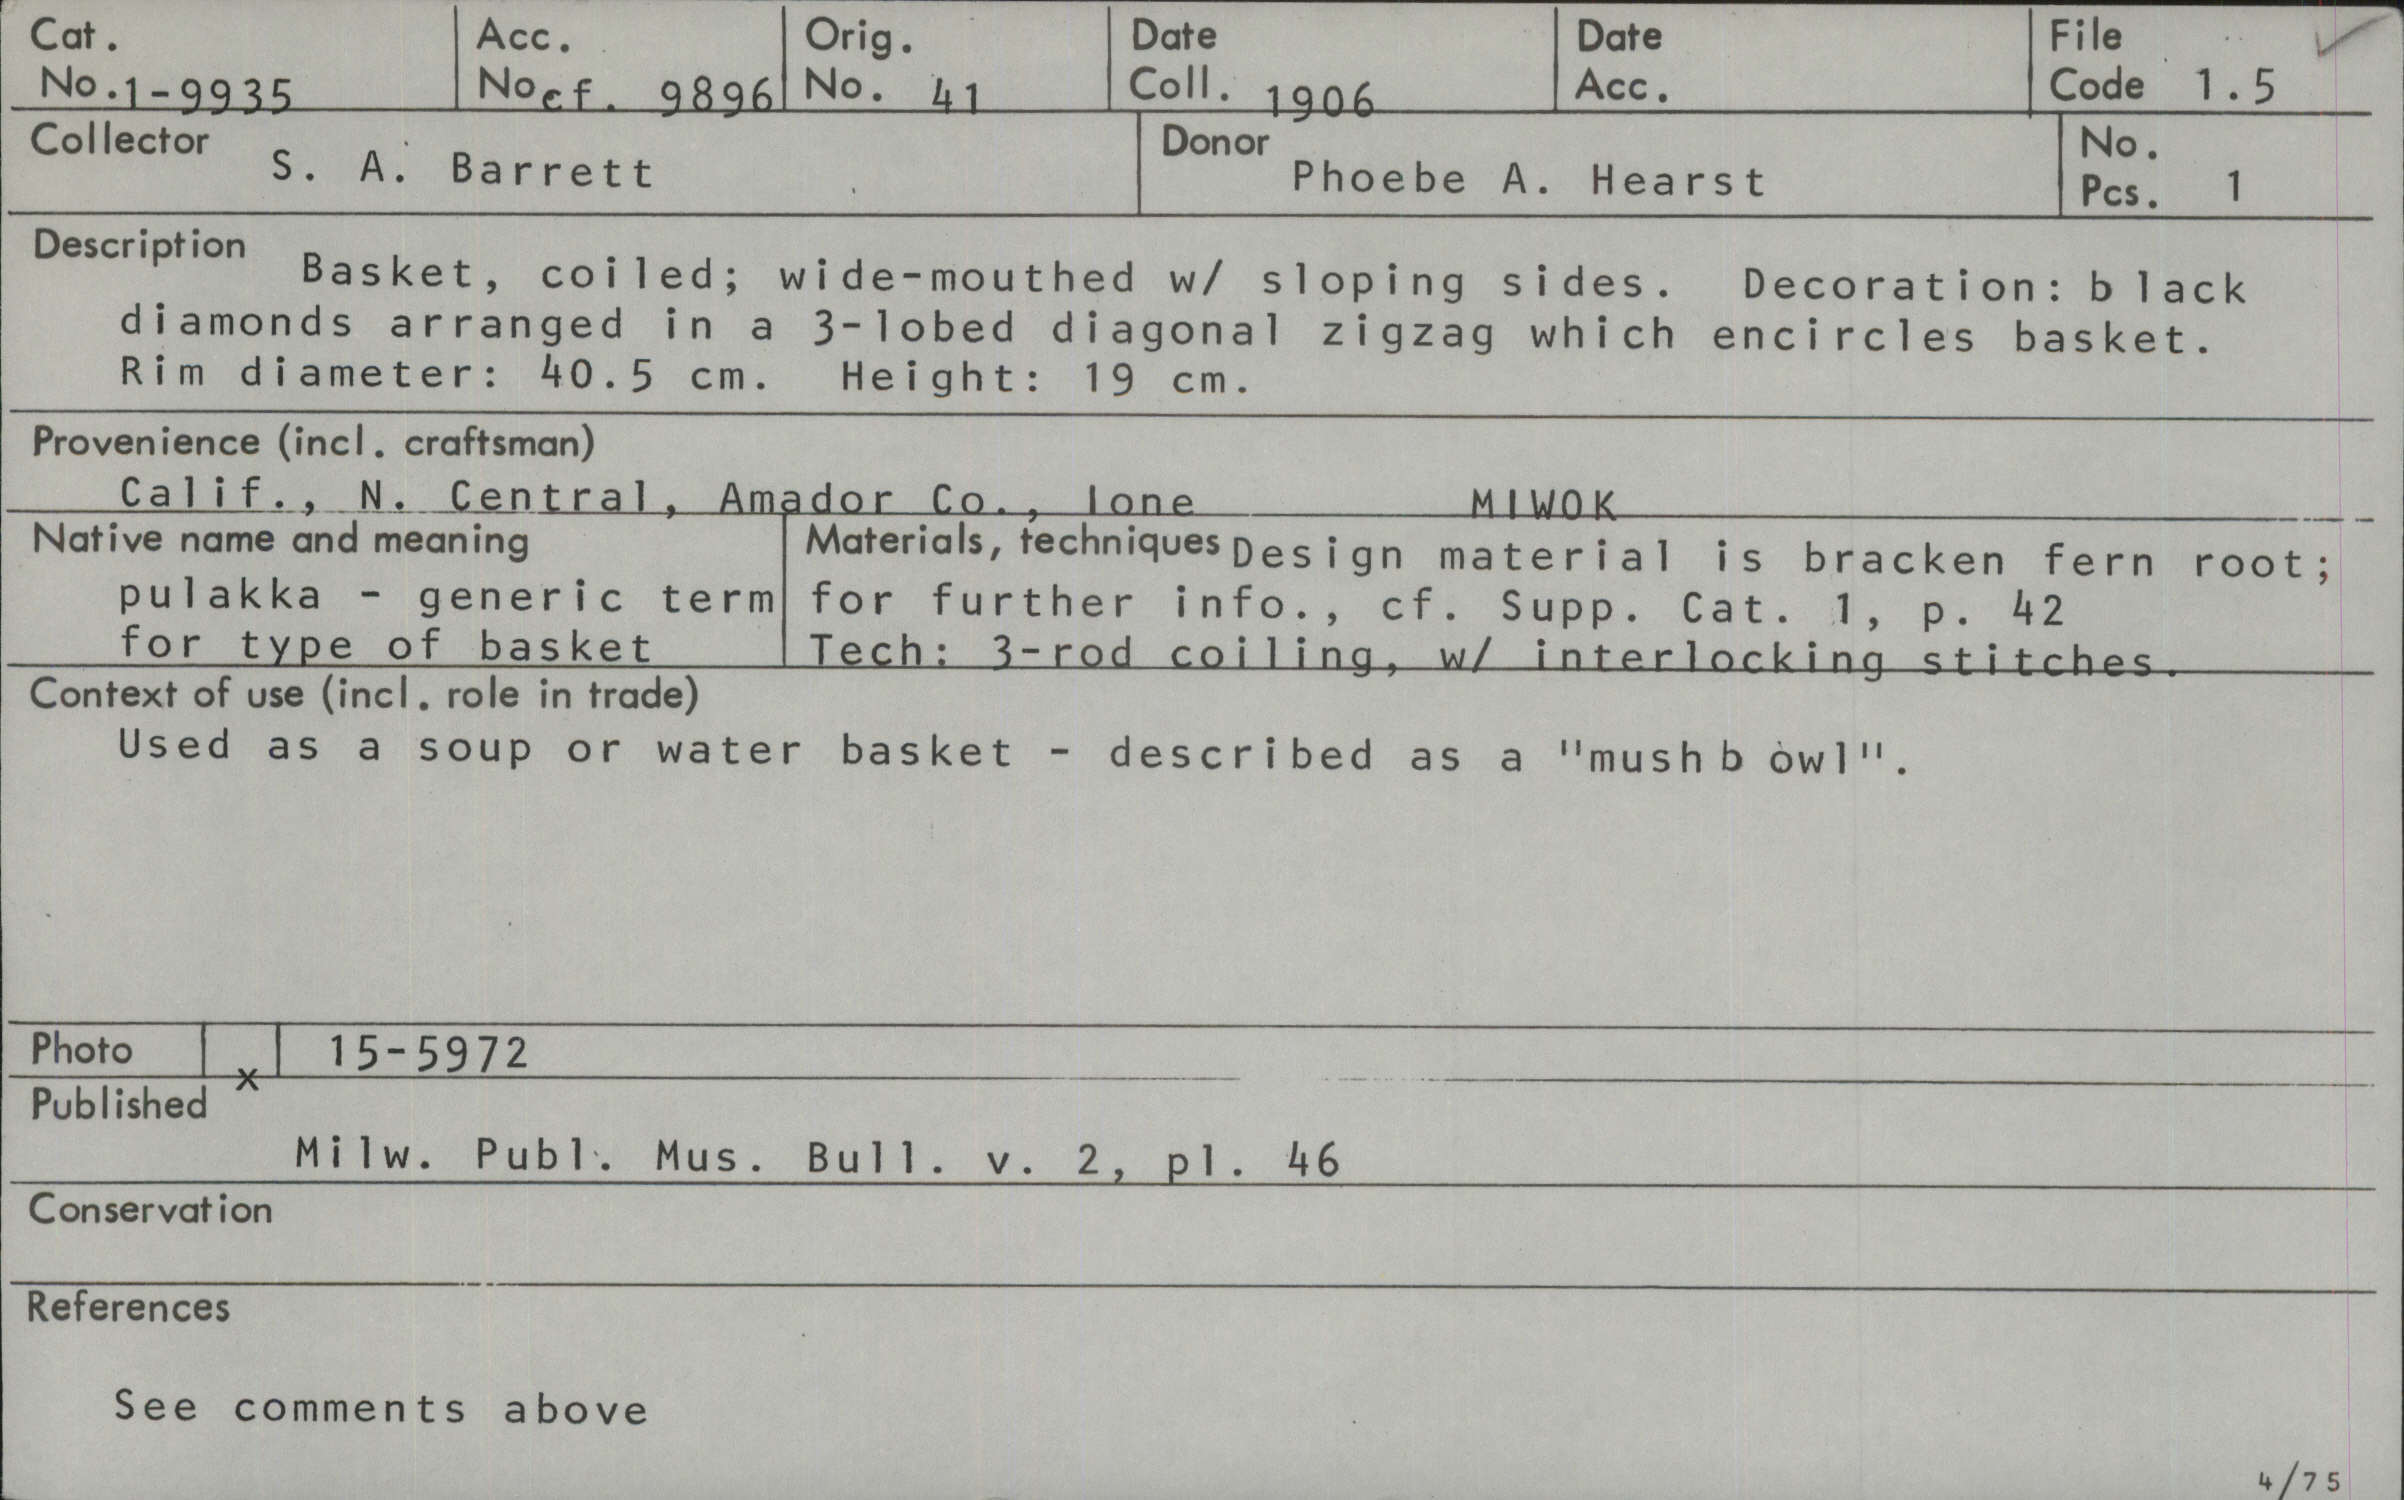 Cat. No. 1-9935
Acc. No. cf. 9896
Orig. No. 41
Date Coll. 1906
Date Acc.
File Code 1.5
Collector S. A. Barrett
Donor Phoebe A. Hearst
No. Pcs. 1
Description Basket, coiled; wide-mouthed w/ sloping sides. Decoration: black
diamonds arranged in a 3-lobed diagonal zigzag which encircles basket.
Rim diameter: 40.5 cm. Height: 19 cm.
Provenience (incl. craftsman)
Calif., N. Central, Amador Co., Ione MIWOK
Native name and meaning
pulakka - generic term
for type of basket
Materials, techniques Design material is bracken fern root;
for further info., cf. Supp. Cat. 1, p. 42
Tech: 3-rod coiling, w/ interlocking stitches.
Context of use (incl. role in trade)
Used as a soup or water basket - described as a "mush bowl".
Photo x 15-5972
Published
Milw. Publ. Mus. Bull. v. 2, pl. 46
Conservation
References
See comments above
4/75